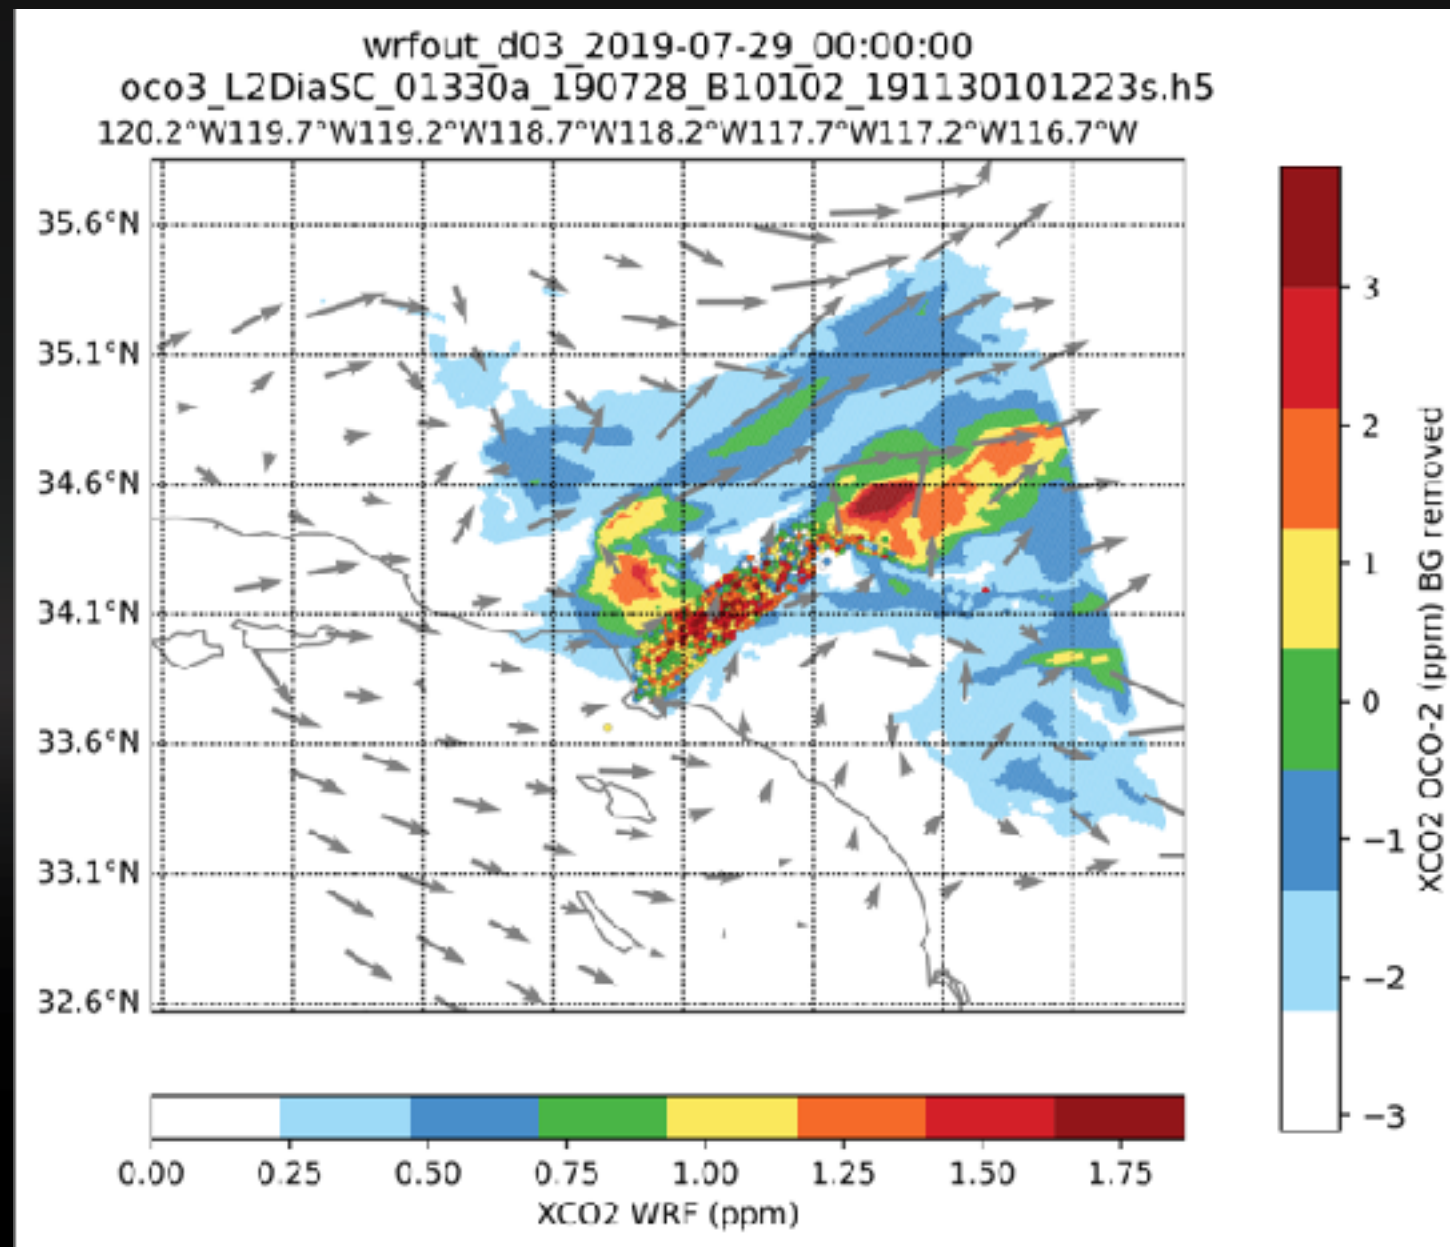 wrfout_d03_2019-07-29_00:00:00
oco3_L2DiaSC_01330a_190728_B10102_191130101223s.h5
120.2°W119.7°W119.2°W118.7°W118.2°W117.7°W117.2°W116.7°W
35.6°N
35.1°N
34.6°N
34.1°N
33.6°N
33.1°N
32.6°N
3
2
1
0
−1
−2
−3
XCO2 OCO-2 (ppm) BG removed
0.00 0.25 0.50 0.75 1.00 1.25 1.50 1.75
XCO2 WRF (ppm)